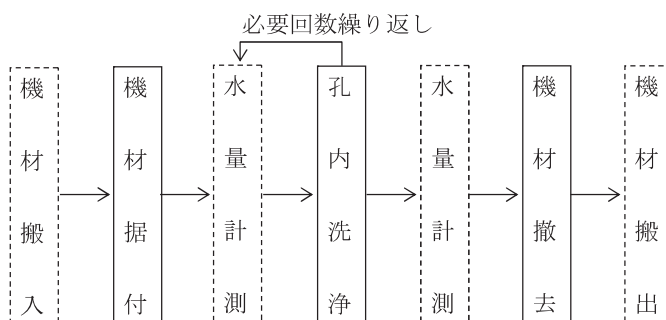 必要回数繰り返し
機材搬入
機材据付
水量計測
孔内洗浄
水量計測
機材撤去
機材搬出